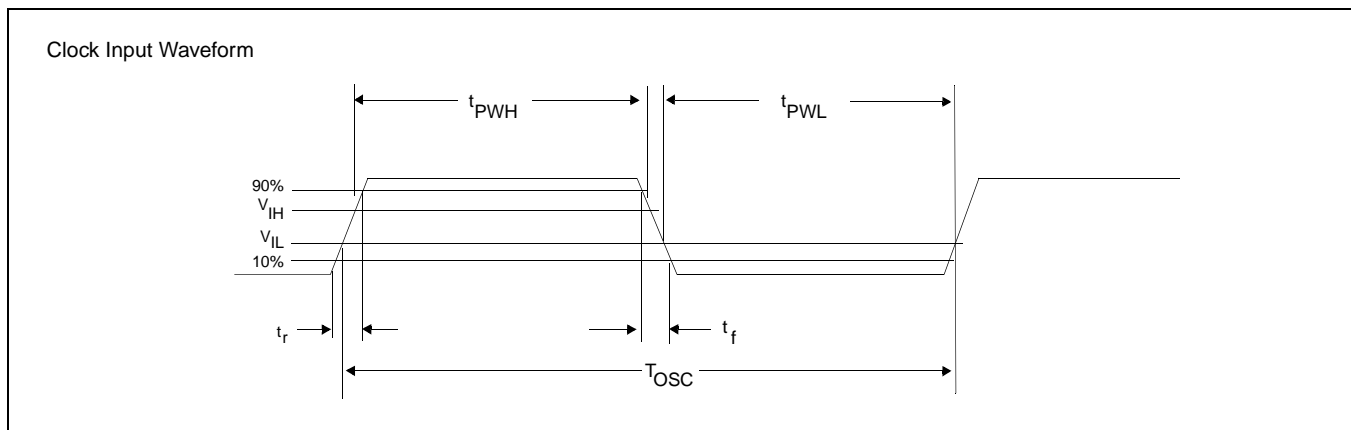 Clock Input Waveform
tPWH
tPWL
90%
VIH
VIL
10%
tr
tf
TOSC